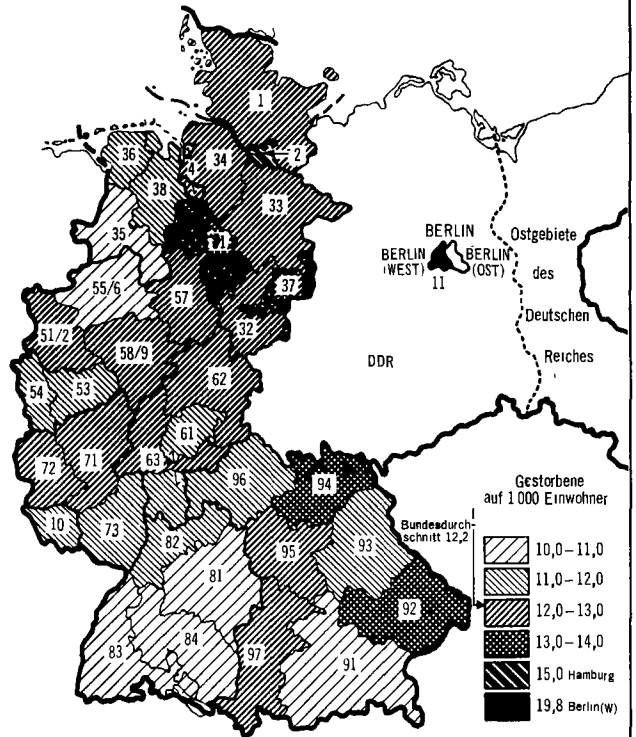 1
36
4
34
2
38
33
35
31
BERLIN
BERLIN
(WEST)
BERLIN
(OST)
11
Ostgebiete
des
Deutschen
Reiches
55/6
57
37
32
51/2
58/9
DDR
54
53
62
61
72
71
63
96
94
10
73
82
95
93
81
92
83
84
97
91
Gestorbene
auf 1000 Einwohner
Bundesdurch-
schnitt 12,2
10,0–11,0
11,0–12,0
12,0–13,0
13,0–14,0
15,0 Hamburg
19,8 Berlin(W)